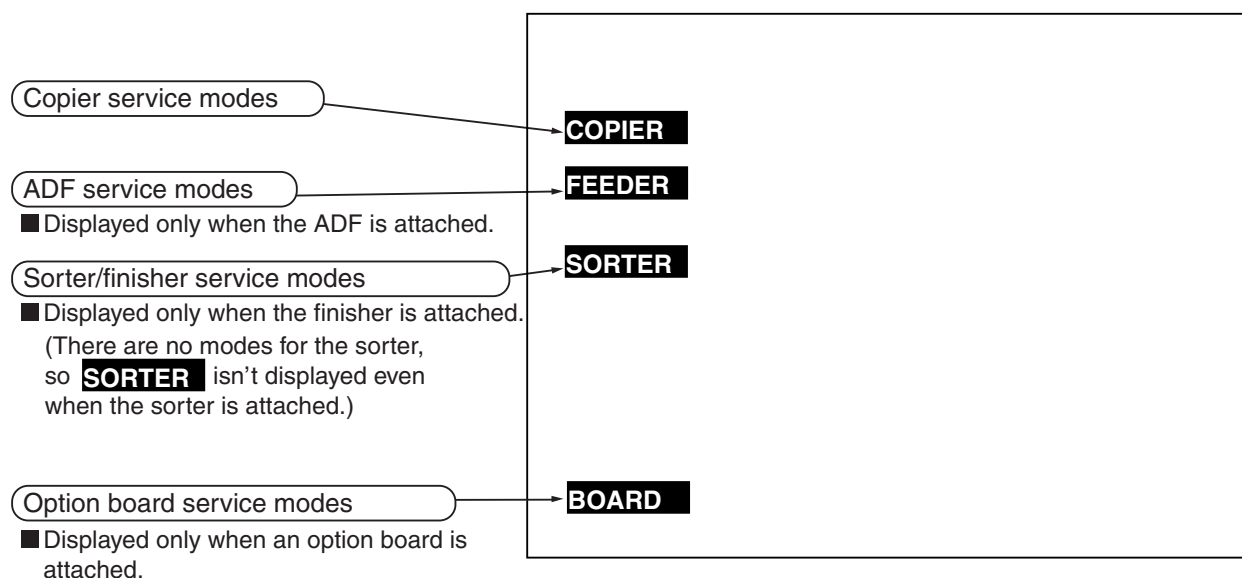 Copier service modes
COPIER
ADF service modes
FEEDER
■ Displayed only when the ADF is attached.
SORTER
Sorter/finisher service modes
■ Displayed only when the finisher is attached.
(There are no modes for the sorter,
so SORTER isn’t displayed even
when the sorter is attached.)
Option board service modes
BOARD
■ Displayed only when an option board is
attached.